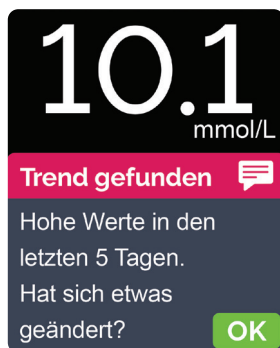 10.1
mmol/L
Trend gefunden
Hohe Werte in den
letzten 5 Tagen.
Hat sich etwas
geändert?
OK